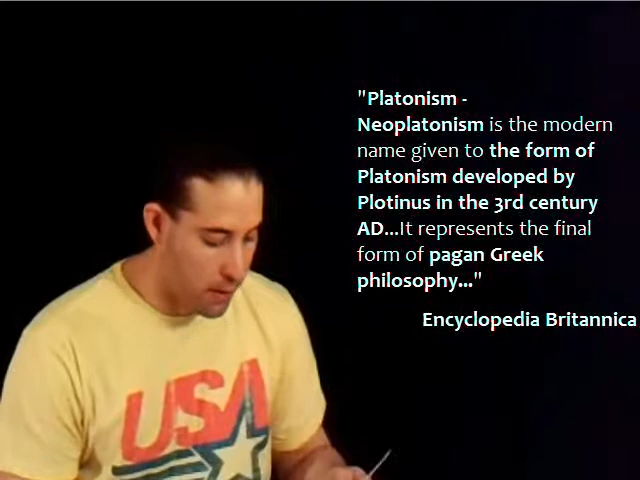 "Platonism -
Neoplatonism is the modern
name given to the form of
Platonism developed by
Plotinus in the 3rd century
AD...It represents the final
form of pagan Greek
philosophy..."
Encyclopedia Britannica
USA